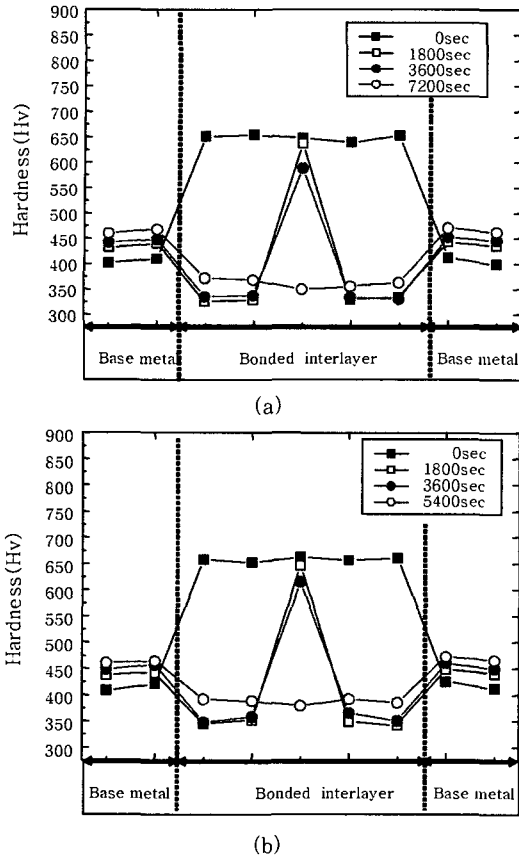 900
850
800
750
700
650
600
550
500
450
400
350
300
Hardness(Hv)
0sec
1800sec
3600sec
7200sec
Base metal
Bonded interlayer
Base metal
(a)
900
850
800
750
700
650
600
550
500
450
400
350
300
Hardness(Hv)
0sec
1800sec
3600sec
5400sec
Base metal
Bonded interlayer
Base metal
(b)